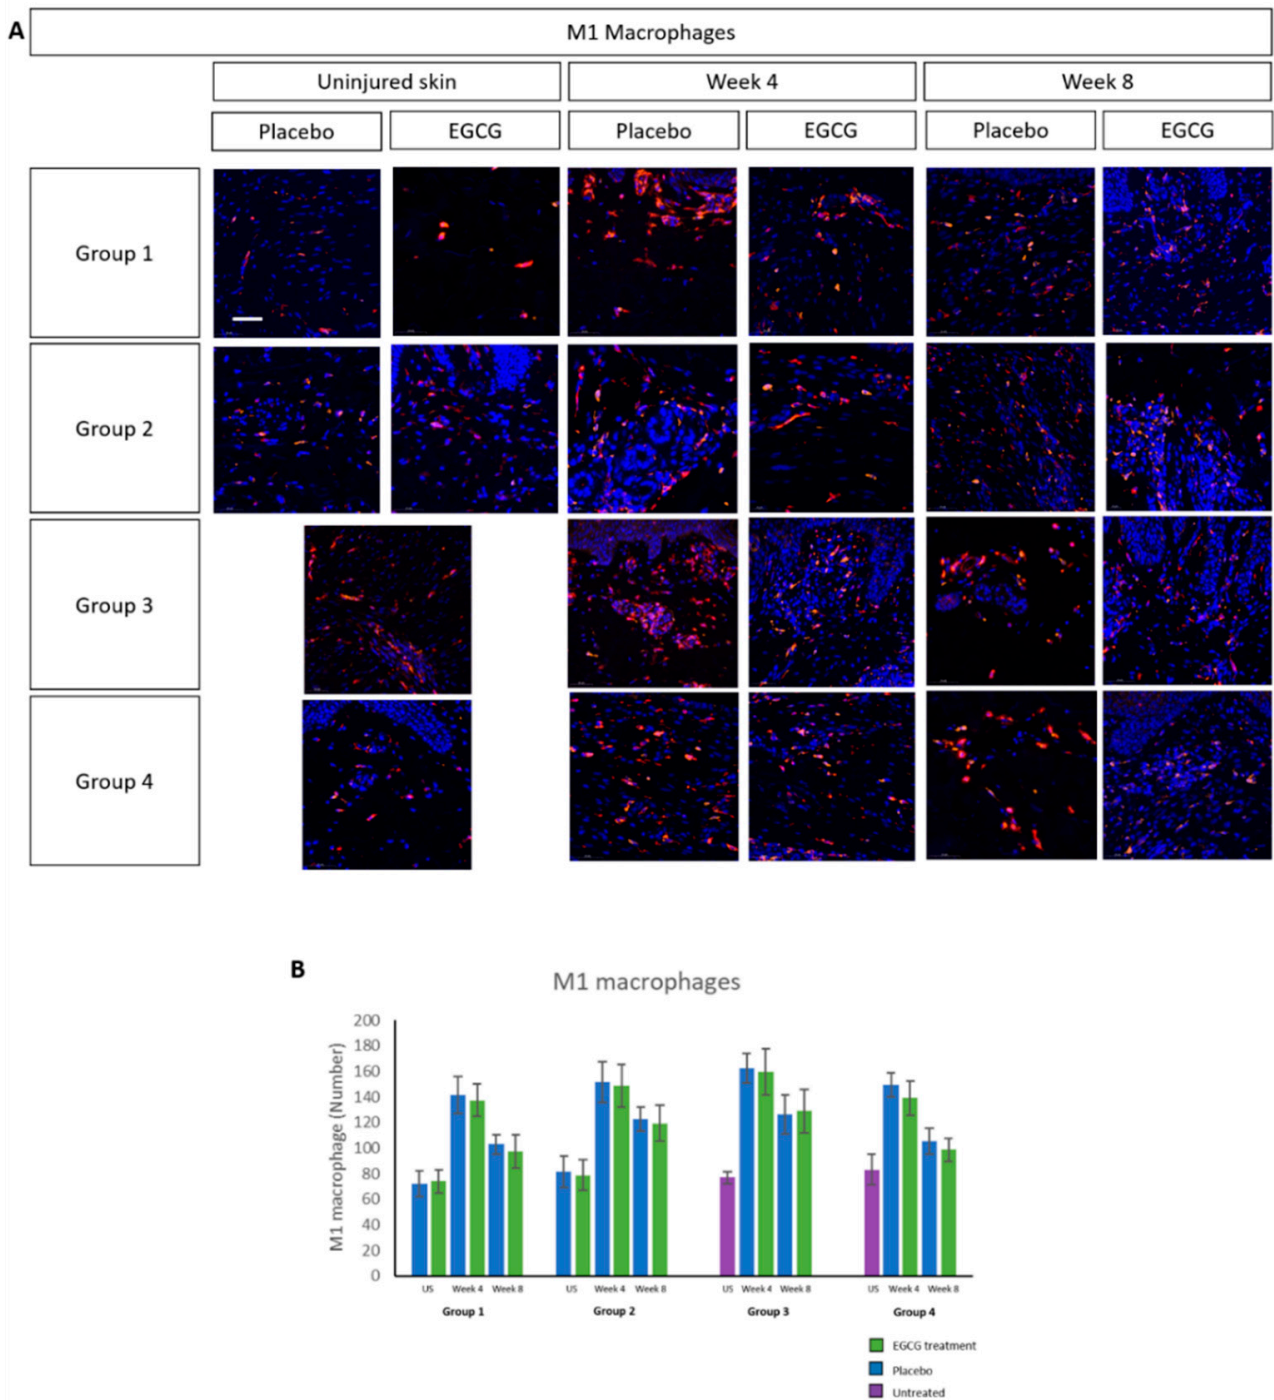 A
M1 Macrophages
Uninjured skin Week 4 Week 8
Placebo EGCG Placebo EGCG Placebo EGCG
Group 1
Group 2
Group 3
Group 4
B
M1 macrophages
M1 macrophage (Number)
200
180
160
140
120
100
80
60
40
20
0
US Week 4 Week 8 US Week 4 Week 8 US Week 4 Week 8 US Week 4 Week 8
Group 1 Group 2 Group 3 Group 4
EGCG treatment
Placebo
Untreated